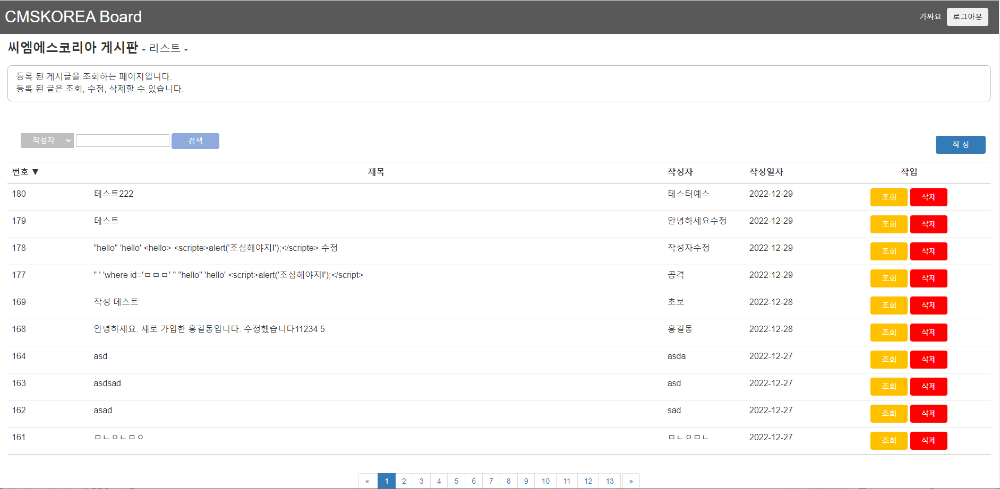 CMSKOREA Board 가짜요 로그아웃
씨엠에스코리아 게시판 - 리스트 -
등록 된 게시글을 조회하는 페이지입니다.
등록 된 글은 조회, 수정, 삭제할 수 있습니다.
작성자 검색
작 성
번호 ▼ 제목 작성자 작성일자 작업
180 테스트222 테스터예스 2022-12-29 조회 삭제
179 테스트 안녕하세요수정 2022-12-29 조회 삭제
178 "hello" 'hello' <hello> <scripte>alert('조심해야지!');</scripte> 수정 작성자수정 2022-12-29 조회 삭제
177 " ' 'where id='ㅁㅁㅁ' " "hello" 'hello' <script>alert('조심해야지!');</script> 공격 2022-12-29 조회 삭제
169 작성 테스트 초보 2022-12-28 조회 삭제
168 안녕하세요. 새로 가입한 홍길동입니다. 수정했습니다11234 5 홍길동 2022-12-28 조회 삭제
164 asd asda 2022-12-27 조회 삭제
163 asdsad asd 2022-12-27 조회 삭제
162 asad sad 2022-12-27 조회 삭제
161 ㅁㄴㅇㄴㅁㅇ ㅁㄴㅇㅁㄴ 2022-12-27 조회 삭제
« 1 2 3 4 5 6 7 8 9 10 11 12 13 »